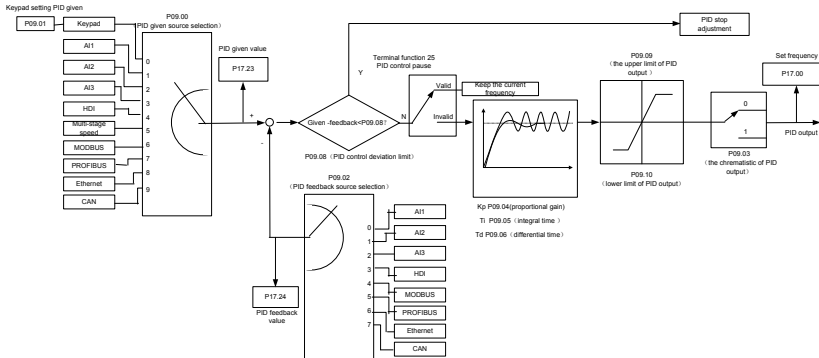 Keypad setting PID given
P09.01
Keypad
AI1
AI2
AI3
HDI
Multi-stage
speed
MODBUS
PROFIBUS
Ethernet
CAN
P09.00
(PID given source selection)
0
1
2
3
4
5
6
7
8
9
PID given value
P17.23
+
-
Given -feedback<P09.08?
Y
N
P09.08 (PID control deviation limit)
P09.02
(PID feedback source selection)
0
1
2
3
4
5
6
7
AI1
AI2
AI3
HDI
MODBUS
PROFIBUS
Ethernet
CAN
P17.24
PID feedback
value
Terminal function 25
PID control pause
Valid
Invalid
Keep the current
frequency
PID stop
adjustment
Kp P09.04(proportional gain)
Ti P09.05 (integral time)
Td P09.06 (differential time)
P09.09
(the upper limit of PID
output)
P09.10
(lower limit of PID output)
0
1
P09.03
(the chrematistic of PID
output)
Set frequency
P17.00
PID output